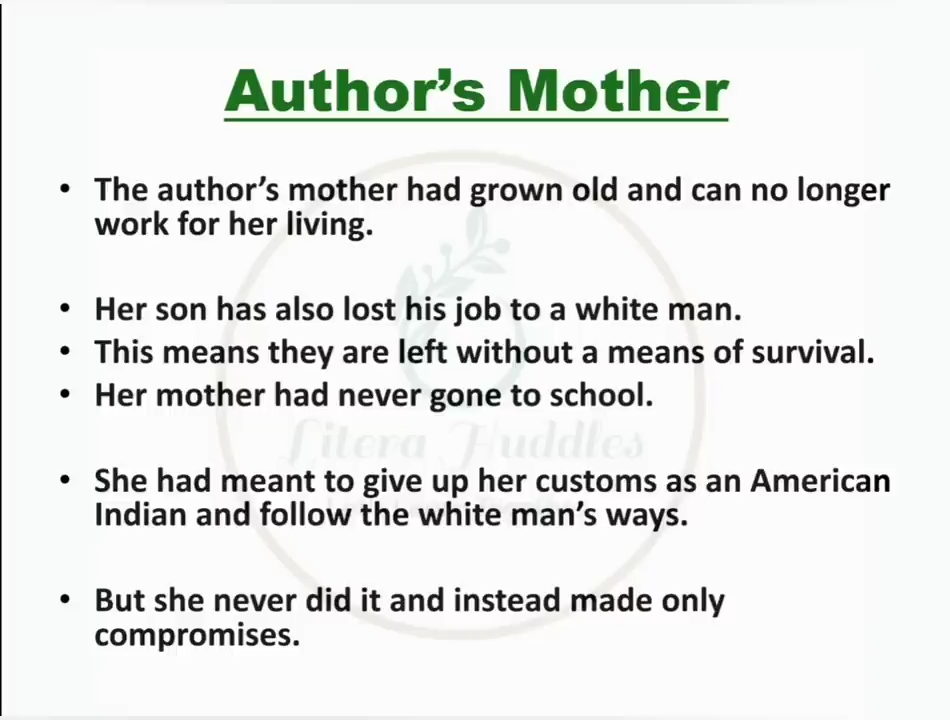 Author's Mother
• The author's mother had grown old and can no longer
work for her living.
• Her son has also lost his job to a white man.
• This means they are left without a means of survival.
• Her mother had never gone to school.
Litera Huddles
• She had meant to give up her customs as an American
Indian and follow the white man's ways.
• But she never did it and instead made only
compromises.